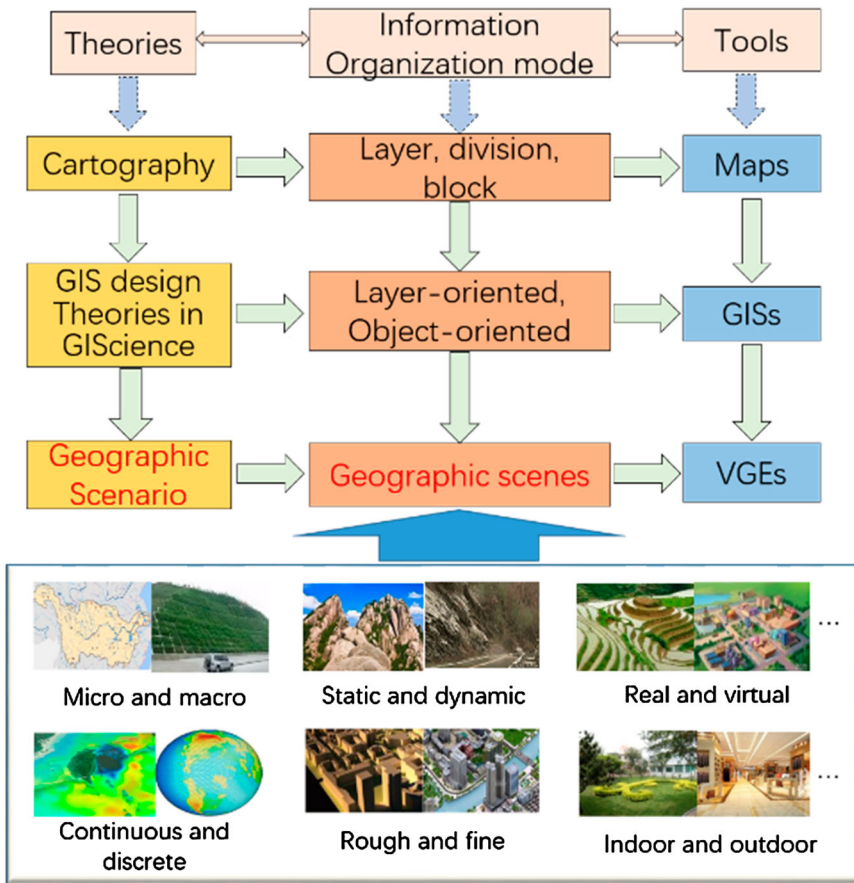 Theories
Information
Organization mode
Tools
Cartography
Layer, division,
block
Maps
GIS design
Theories in
GIScience
Layer-oriented,
Object-oriented
GISs
Geographic
Scenario
Geographic scenes
VGEs
Micro and macro
Static and dynamic
Real and virtual
...
Continuous and
discrete
Rough and fine
Indoor and outdoor
...